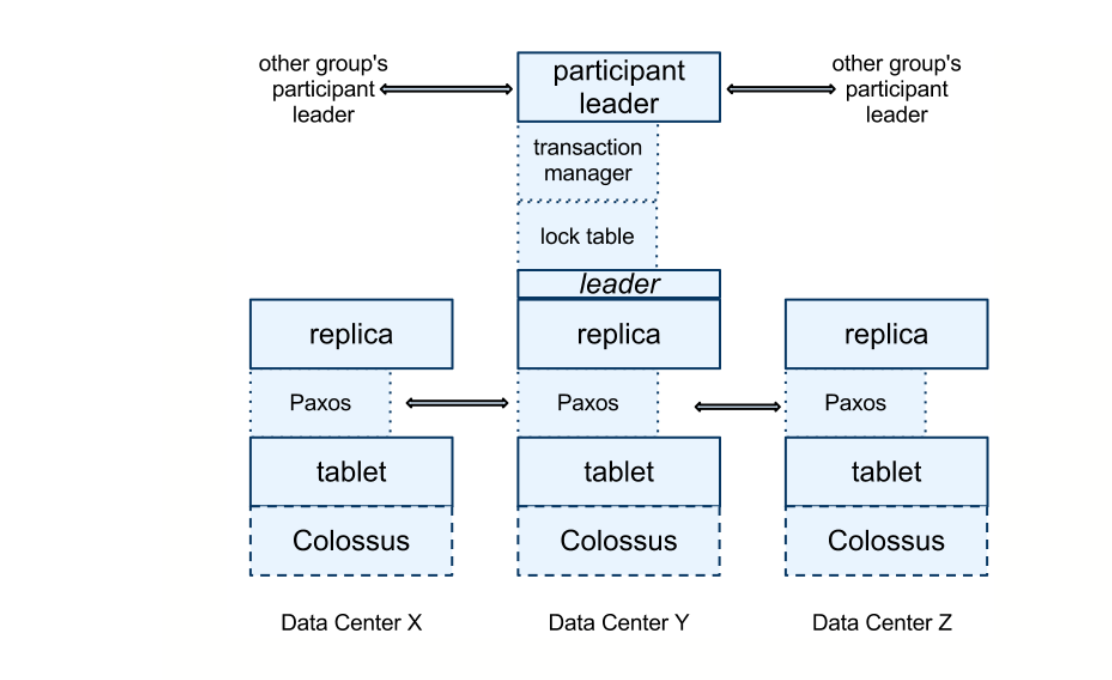 other group's
participant
leader
participant
leader
other group's
participant
leader
transaction
manager
lock table
leader
replica
replica
replica
Paxos
Paxos
Paxos
tablet
tablet
tablet
Colossus
Colossus
Colossus
Data Center X
Data Center Y
Data Center Z